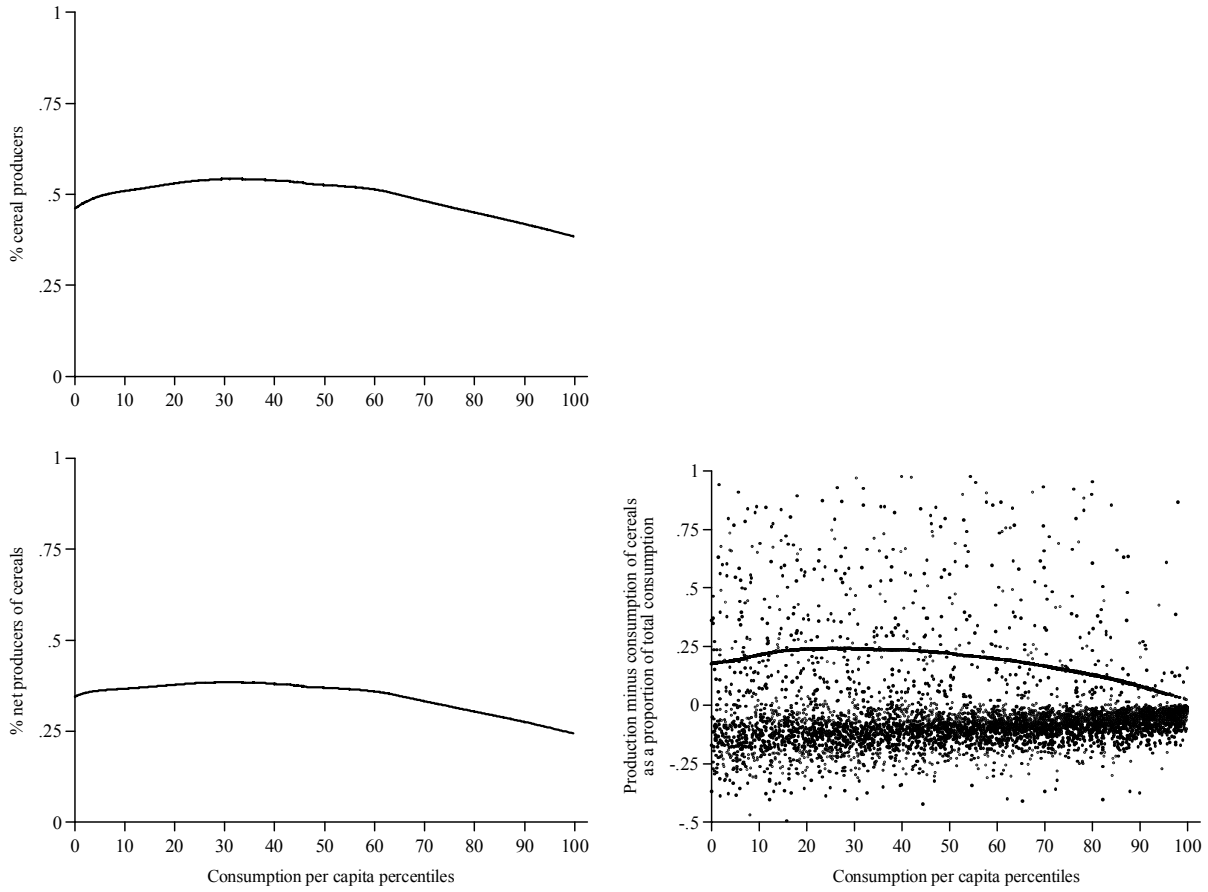 1
.75
.5
.25
0
% cereal producers
0 10 20 30 40 50 60 70 80 90 100
1
.75
.5
.25
0
% net producers of cereals
0 10 20 30 40 50 60 70 80 90 100
Consumption per capita percentiles
1
.75
.5
.25
0
-.25
-.5
Production minus consumption of cereals
as a proportion of total consumption
0 10 20 30 40 50 60 70 80 90 100
Consumption per capita percentiles